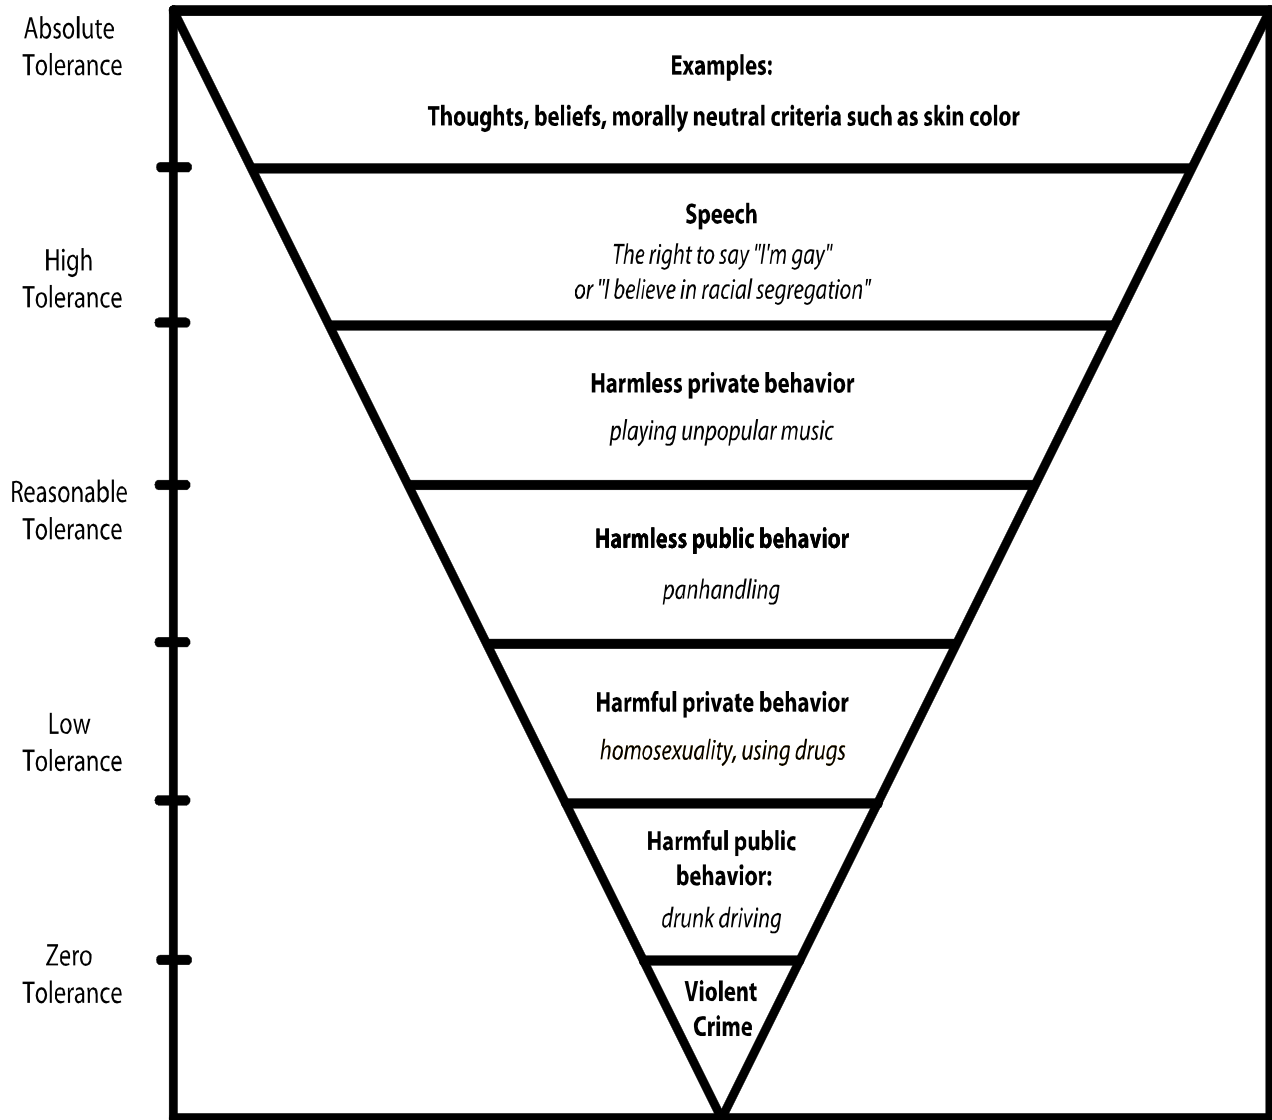 Absolute
Tolerance
Examples:
Thoughts, beliefs, morally neutral criteria such as skin color
Speech
The right to say "I'm gay"
or "I believe in racial segregation"
High
Tolerance
Harmless private behavior
playing unpopular music
Reasonable
Tolerance
Harmless public behavior
panhandling
Harmful private behavior
homosexuality, using drugs
Low
Tolerance
Harmful public
behavior:
drunk driving
Zero
Tolerance
Violent
Crime